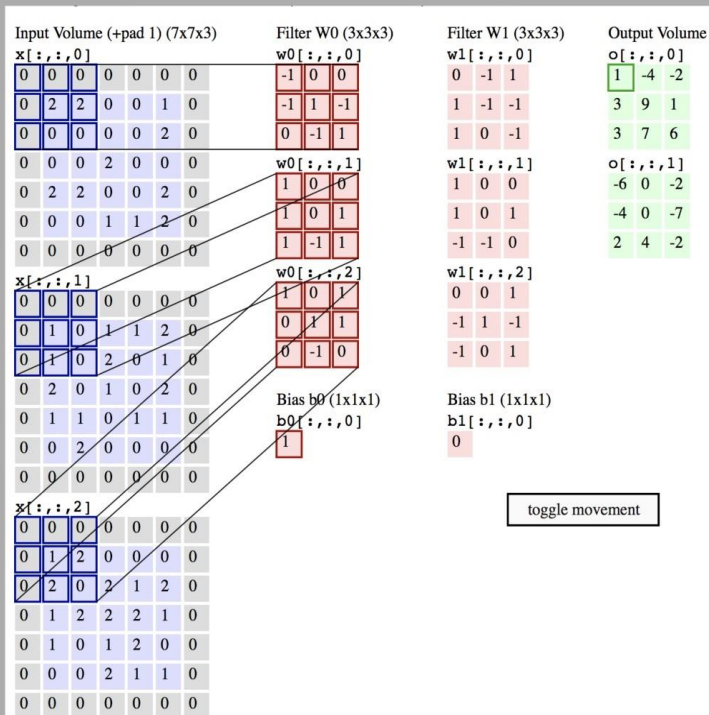 Input Volume (+pad 1) (7x7x3)
x[:,:,0]
0 0 0 0 0 0 0
0 2 2 0 0 1 0
0 0 0 0 0 2 0
0 0 0 2 0 0 0
0 2 2 0 0 2 0
0 0 0 1 1 2 0
0 0 0 0 0 0 0
x[:,:,1]
0 0 0 0 0 0 0
0 1 0 1 1 2 0
0 1 0 2 0 1 0
0 2 0 1 0 2 0
0 1 1 0 1 1 0
0 0 2 0 0 0 0
0 0 0 0 0 0 0
x[:,:,2]
0 0 0 0 0 0 0
0 1 2 0 0 0 0
0 2 0 2 1 2 0
0 1 2 2 2 1 0
0 1 0 1 2 0 0
0 0 0 2 1 1 0
0 0 0 0 0 0 0
Filter W0 (3x3x3)
w0[:,:,0]
-1 0 0
-1 1 -1
0 -1 1
w0[:,:,1]
1 0 0
1 0 1
1 -1 1
w0[:,:,2]
1 0 1
0 1 1
0 -1 0
Bias b0 (1x1x1)
b0[:,:,0]
1
Filter W1 (3x3x3)
w1[:,:,0]
0 -1 1
1 -1 -1
1 0 -1
w1[:,:,1]
1 0 0
1 0 1
-1 -1 0
w1[:,:,2]
0 0 1
-1 1 -1
-1 0 1
Bias b1 (1x1x1)
b1[:,:,0]
0
Output Volume
o[:,:,0]
1 -4 -2
3 9 1
3 7 6
o[:,:,1]
-6 0 -2
-4 0 -7
2 4 -2
toggle movement